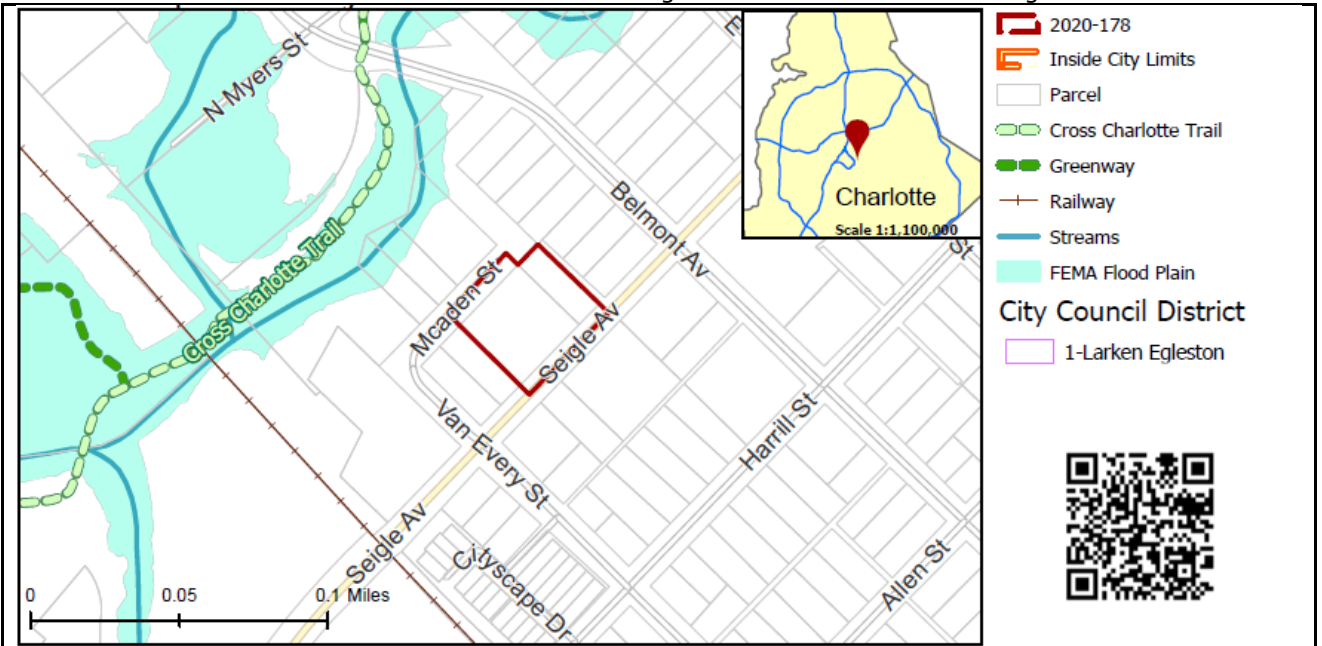 N Myers St
Belmont Av
Cross Charlotte Trail
Mcaden St
Seigle Av
Van Every St
Harrill St
Seigle Av
Cityscape Dr
Allen St
St
0 0.05 0.1 Miles
Charlotte
Scale 1:1,100,000
2020-178
Inside City Limits
Parcel
Cross Charlotte Trail
Greenway
Railway
Streams
FEMA Flood Plain
City Council District
1-Larken Egleston